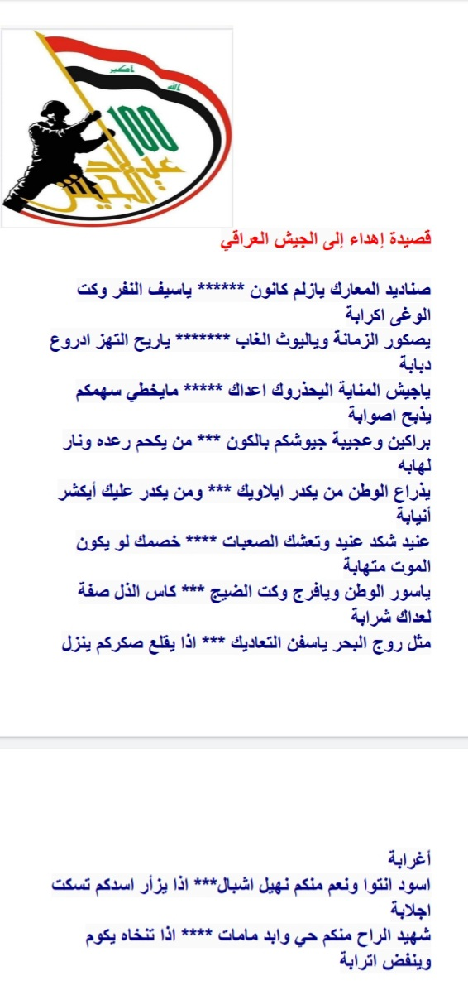 الله
اكبر
100
عيد
الجيش
قصيدة إهداء إلى الجيش العراقي
صناديد المعارك يازلم كانون ****** ياسيف النفر وكت
الوغى اكرابة
يصكور الزمانة وياليوث الغاب ******* ياريح التهز ادروع
دبابة
ياجيش المناية اليحذروك اعداك ***** مايخطي سهمكم
يذبح اصوابة
براكين وعجيبة جيوشكم بالكون *** من يكحم رعده ونار
لهابه
يذراع الوطن من يكدر ايلاويك *** ومن يكدر عليك أيكشر
أنيابة
عنيد شكد عنيد وتعشك الصعبات **** خصمك لو يكون
الموت متهابة
ياسور الوطن ويافرج وكت الضيج *** كاس الذل صفة
لعداك شرابة
مثل روج البحر ياسفن التعاديك *** اذا يقلع صكركم ينزل
أغرابة
اسود انتوا ونعم منكم نهيل اشبال*** اذا يزأر اسدكم تسكت
اجلابة
شهيد الراح منكم حي وابد مامات **** اذا تنخاه يكوم
وينفض اترابة